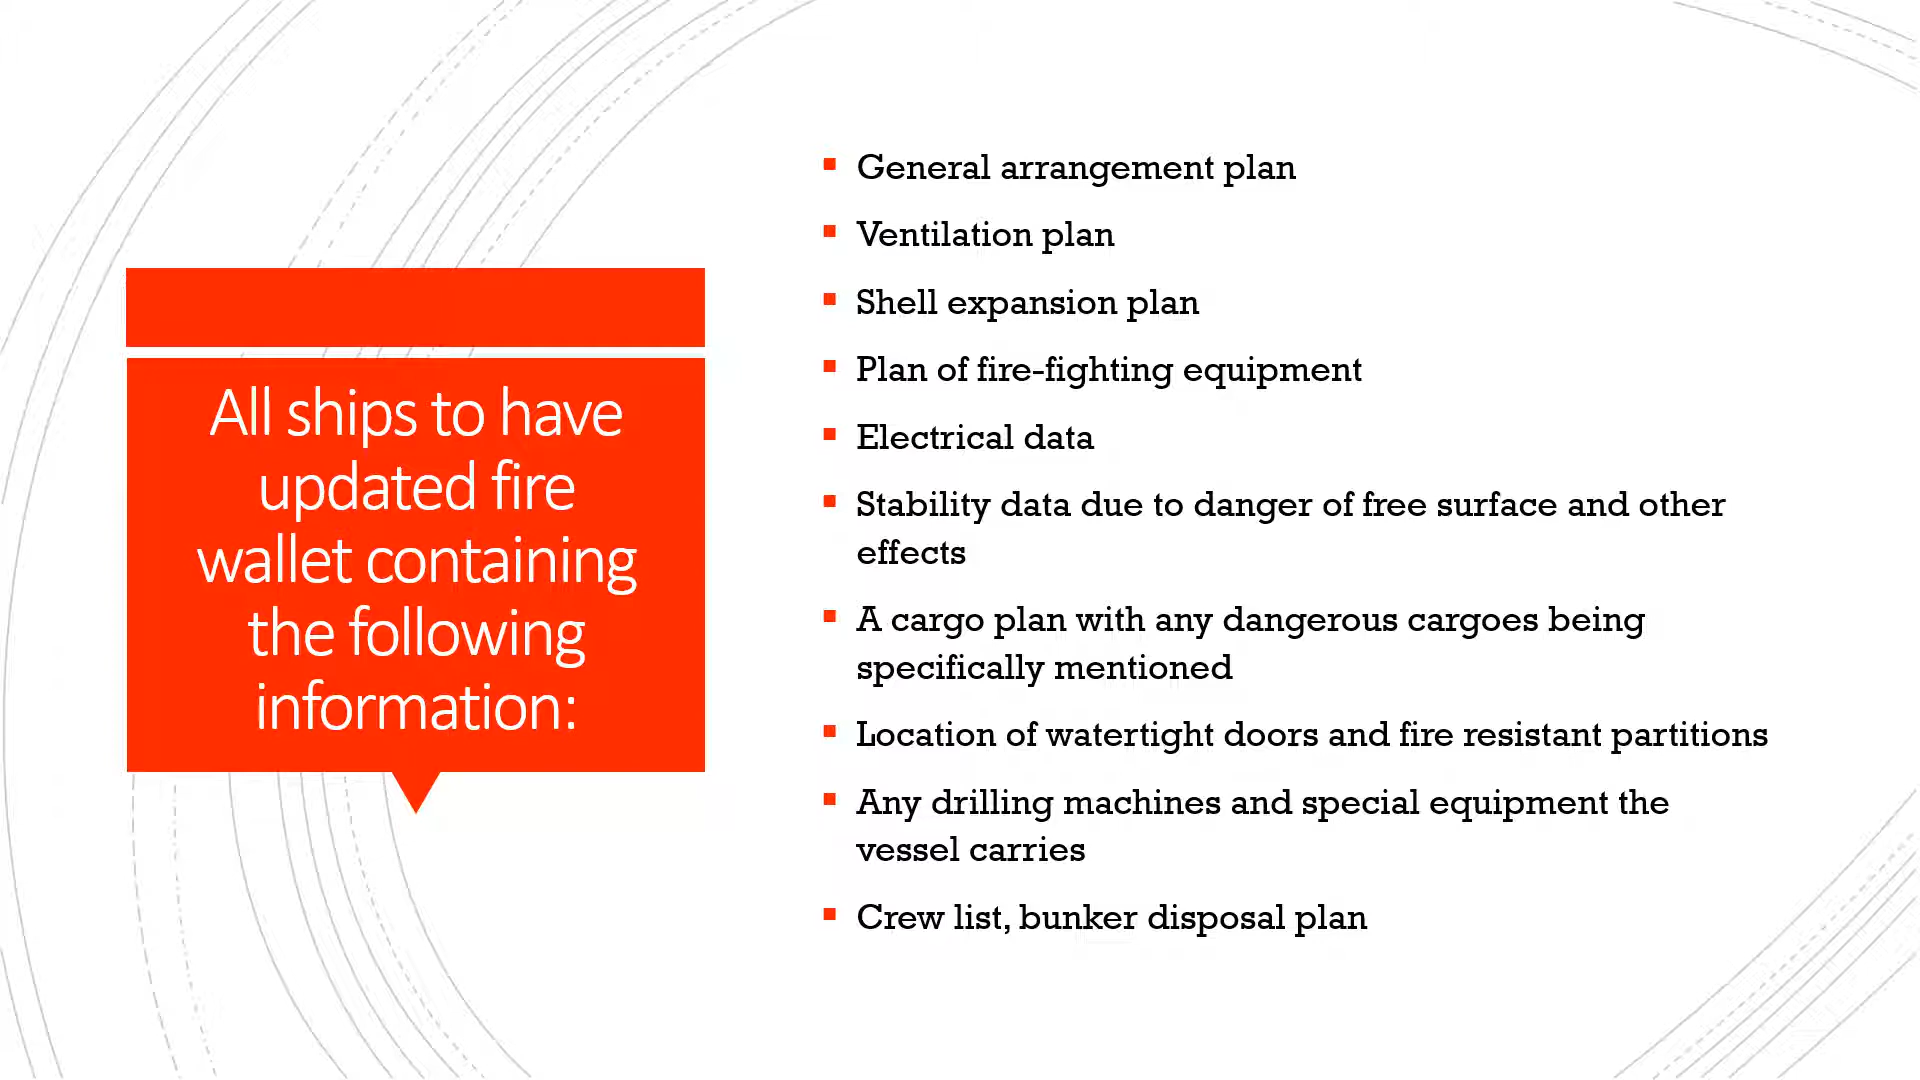 All ships to have
updated fire
wallet containing
the following
information:
General arrangement plan
Ventilation plan
Shell expansion plan
Plan of fire-fighting equipment
Electrical data
Stability data due to danger of free surface and other
effects
A cargo plan with any dangerous cargoes being
specifically mentioned
Location of watertight doors and fire resistant partitions
Any drilling machines and special equipment the
vessel carries
Crew list, bunker disposal plan